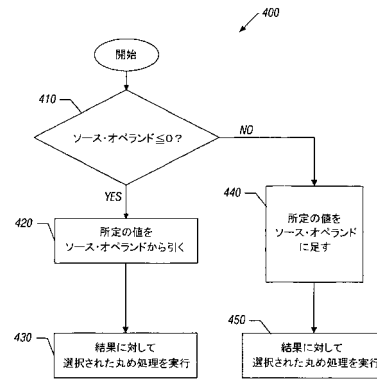 400
開始
410
ソース・オペランド≦0？
NO
YES
420
所定の値を
ソース・オペランドから引く
440
所定の値を
ソース・オペランド
に足す
430
結果に対して
選択された丸め処理を実行
450
結果に対して
選択された丸め処理を実行